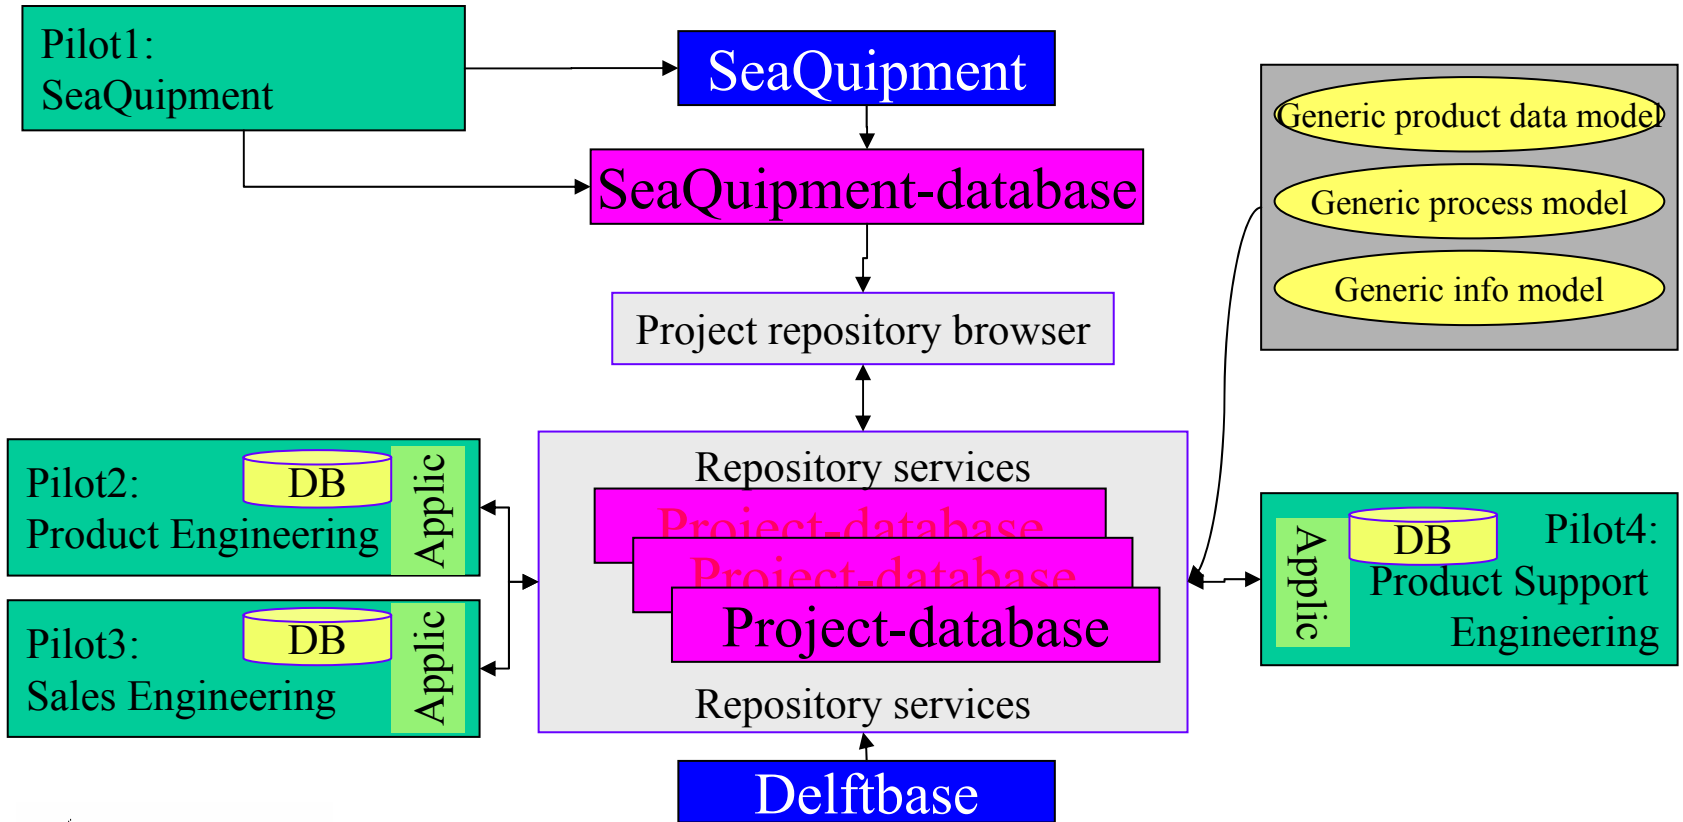 Pilot1:
SeaQuipment
SeaQuipment
SeaQuipment-database
Generic product data model
Generic process model
Generic info model
Project repository browser
Pilot2:
Product Engineering
DB
Applic
Pilot3:
Sales Engineering
DB
Applic
Repository services
Project-database
Project-database
Project-database
Repository services
Applic
DB
Pilot4:
Product Support
Engineering
Delftbase